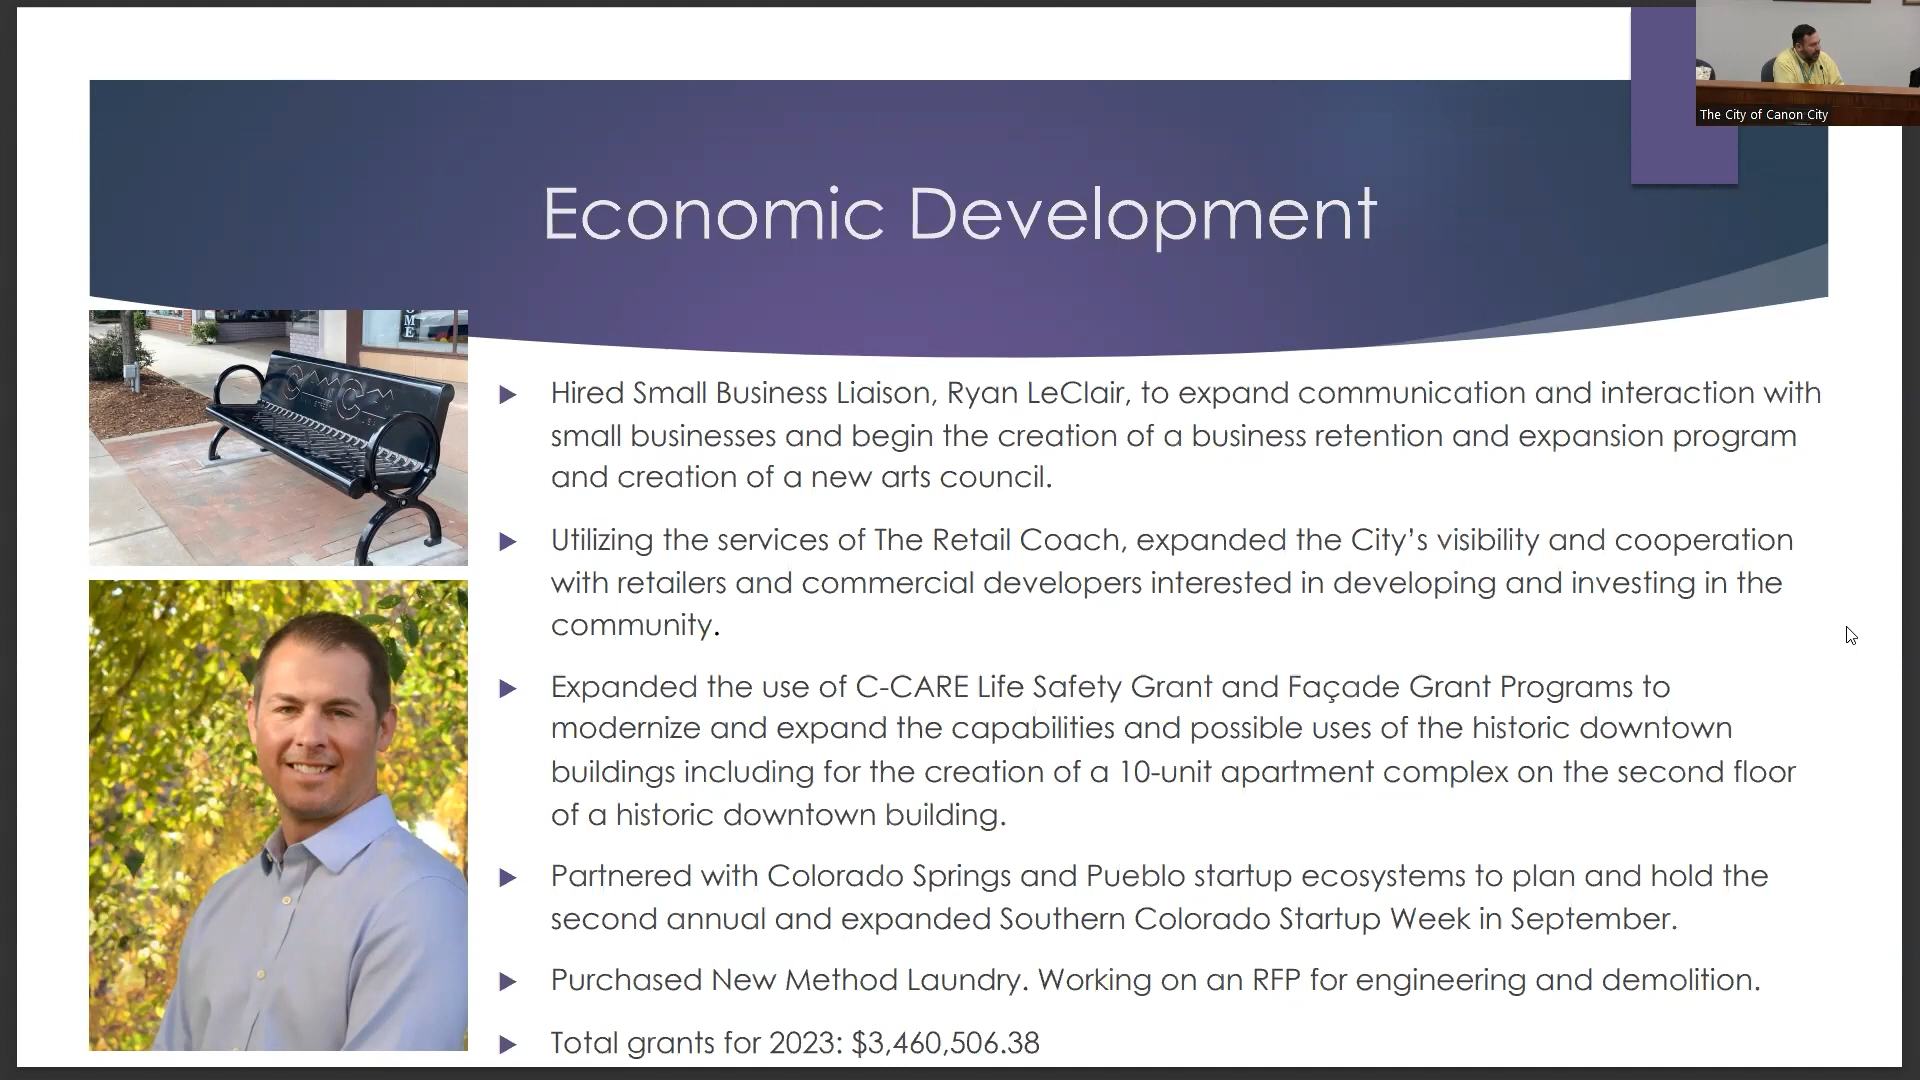 The City of Canon City
Economic Development
OME
Hired Small Business Liaison, Ryan LeClair, to expand communication and interaction with
small businesses and begin the creation of a business retention and expansion program
and creation of a new arts council.
Utilizing the services of The Retail Coach, expanded the City’s visibility and cooperation
with retailers and commercial developers interested in developing and investing in the
community.
Expanded the use of C-CARE Life Safety Grant and Façade Grant Programs to
modernize and expand the capabilities and possible uses of the historic downtown
buildings including for the creation of a 10-unit apartment complex on the second floor
of a historic downtown building.
Partnered with Colorado Springs and Pueblo startup ecosystems to plan and hold the
second annual and expanded Southern Colorado Startup Week in September.
Purchased New Method Laundry. Working on an RFP for engineering and demolition.
Total grants for 2023: $3,460,506.38